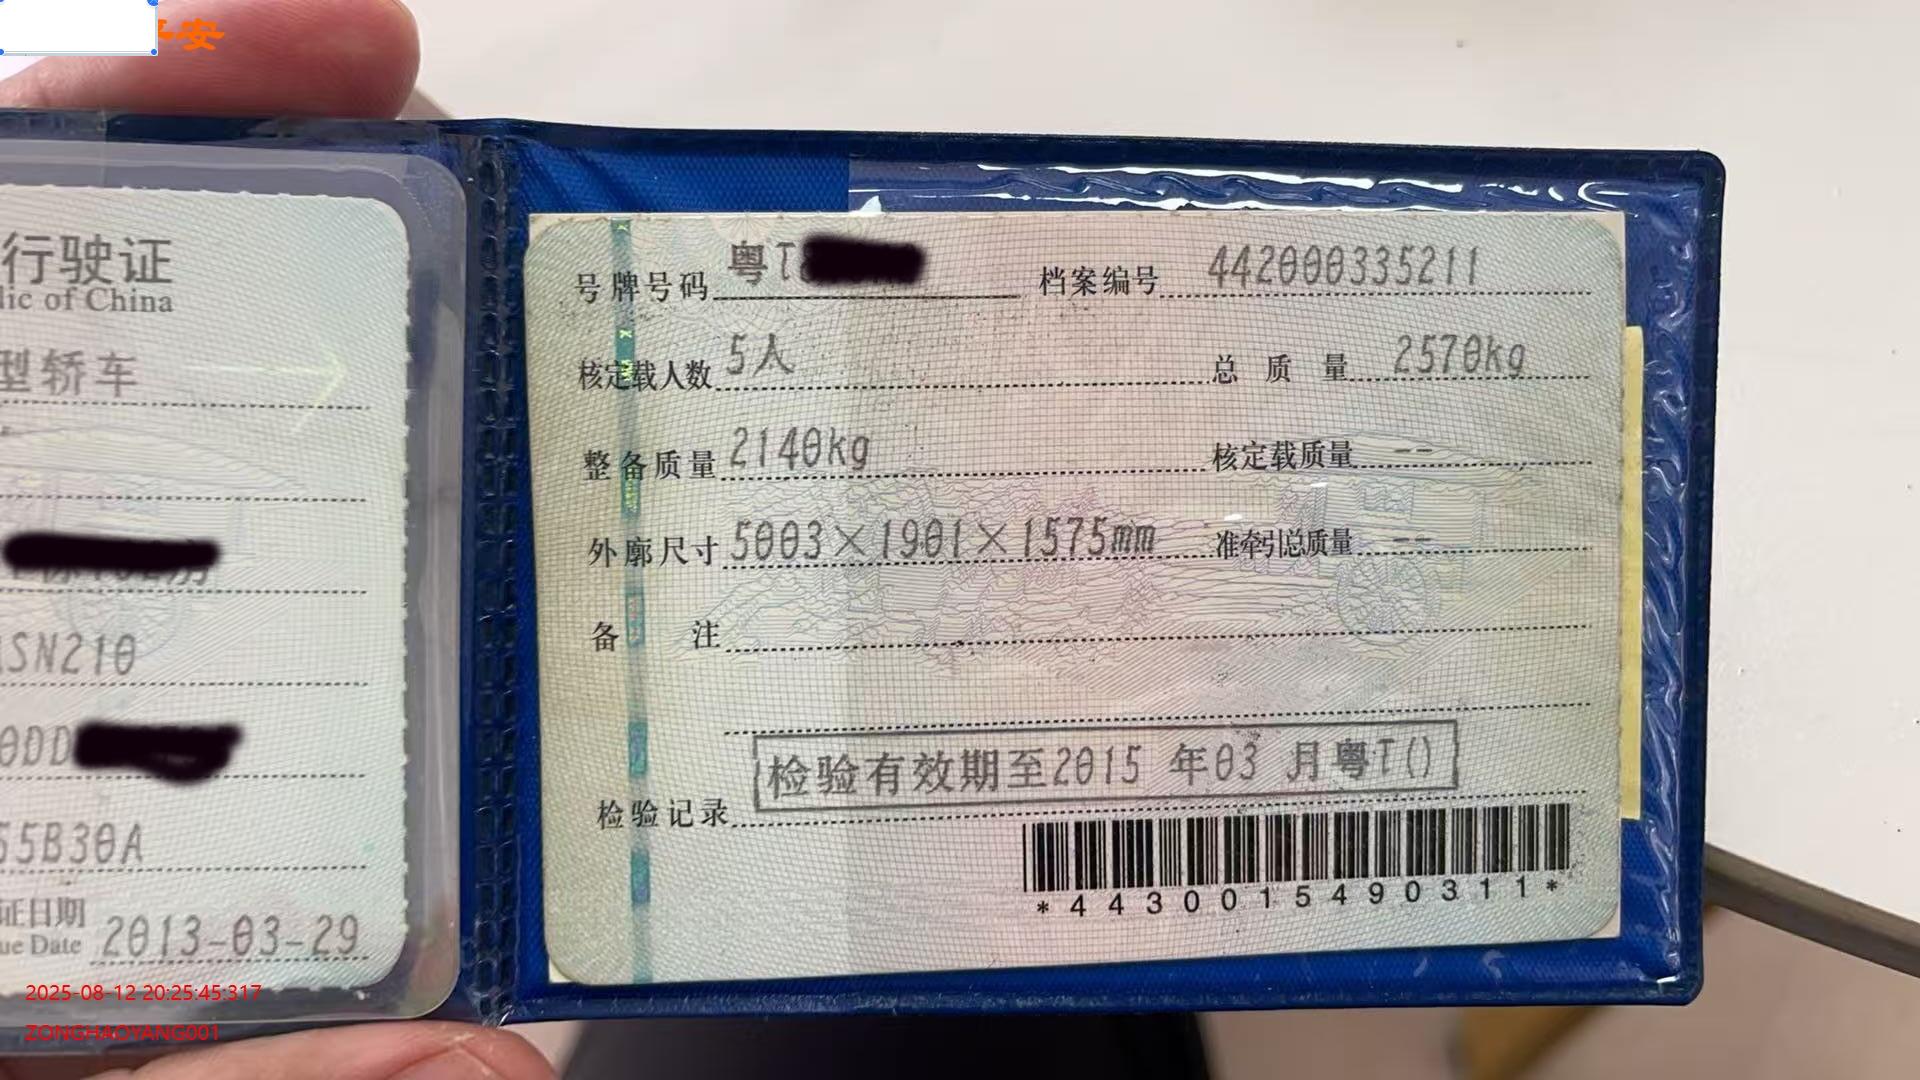 平安
行驶证
lic of China
型轿车
SN210
0DD
55B30A
证日期
ue Date 2013-03-29
号牌号码 粤T 档案编号 442000335211
核定载人数 5人 总质量 2570kg
整备质量 2140kg 核定载质量 --
外廓尺寸 5003×1901×1575mm 准牵引总质量 --
备注
检验有效期至2015 年03 月粤T()
检验记录
*4430015490311*
2025-08-12 20:25:45:317
ZONGHAOYANG001